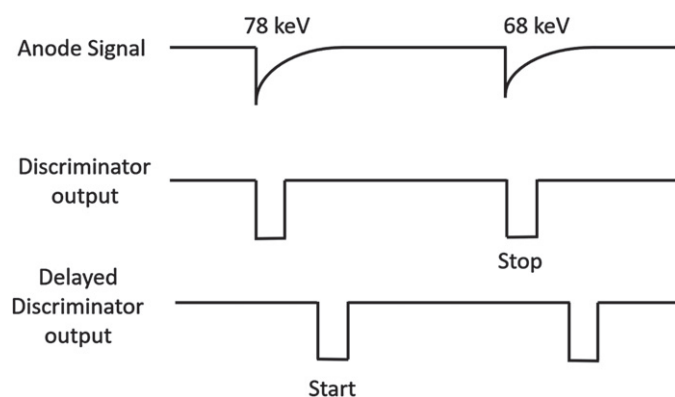 78 keV
68 keV
Anode Signal
Discriminator
output
Stop
Delayed
Discriminator
output
Start